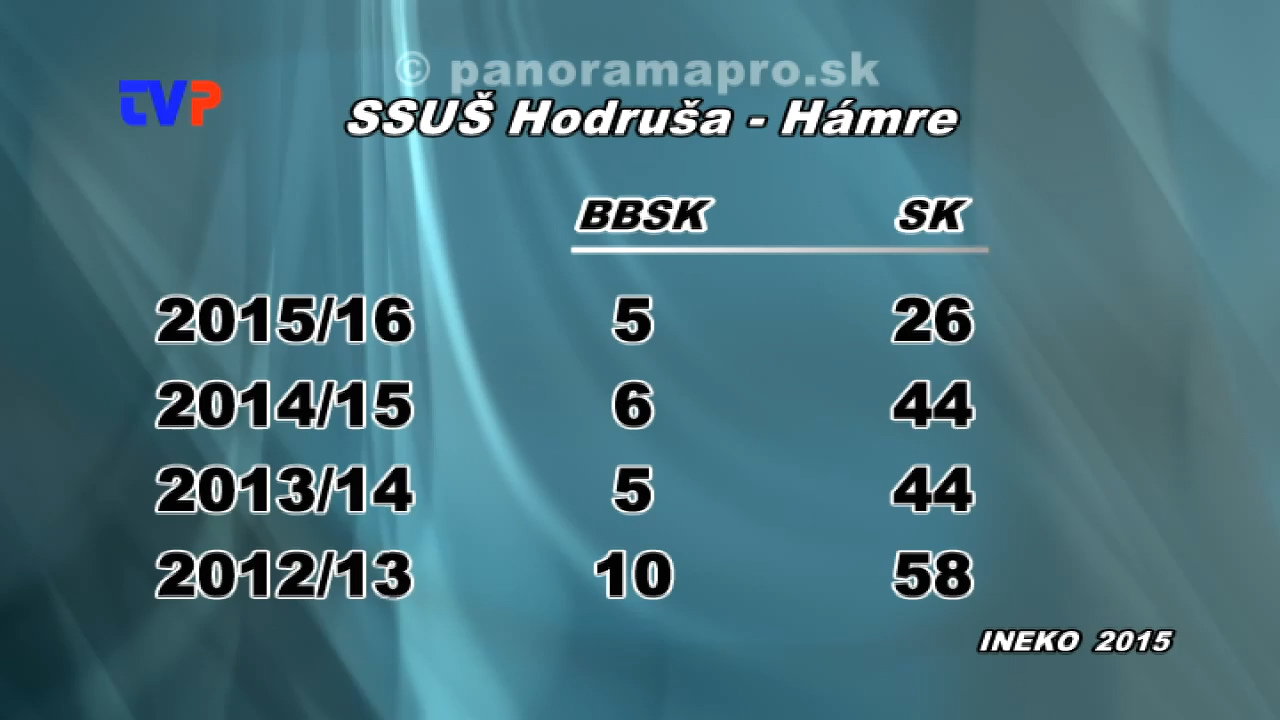 © panoramapro.sk
TVP
SSUŠ Hodruša - Hámre
BBSK SK
2015/16 5 26
2014/15 6 44
2013/14 5 44
2012/13 10 58
INEKO 2015